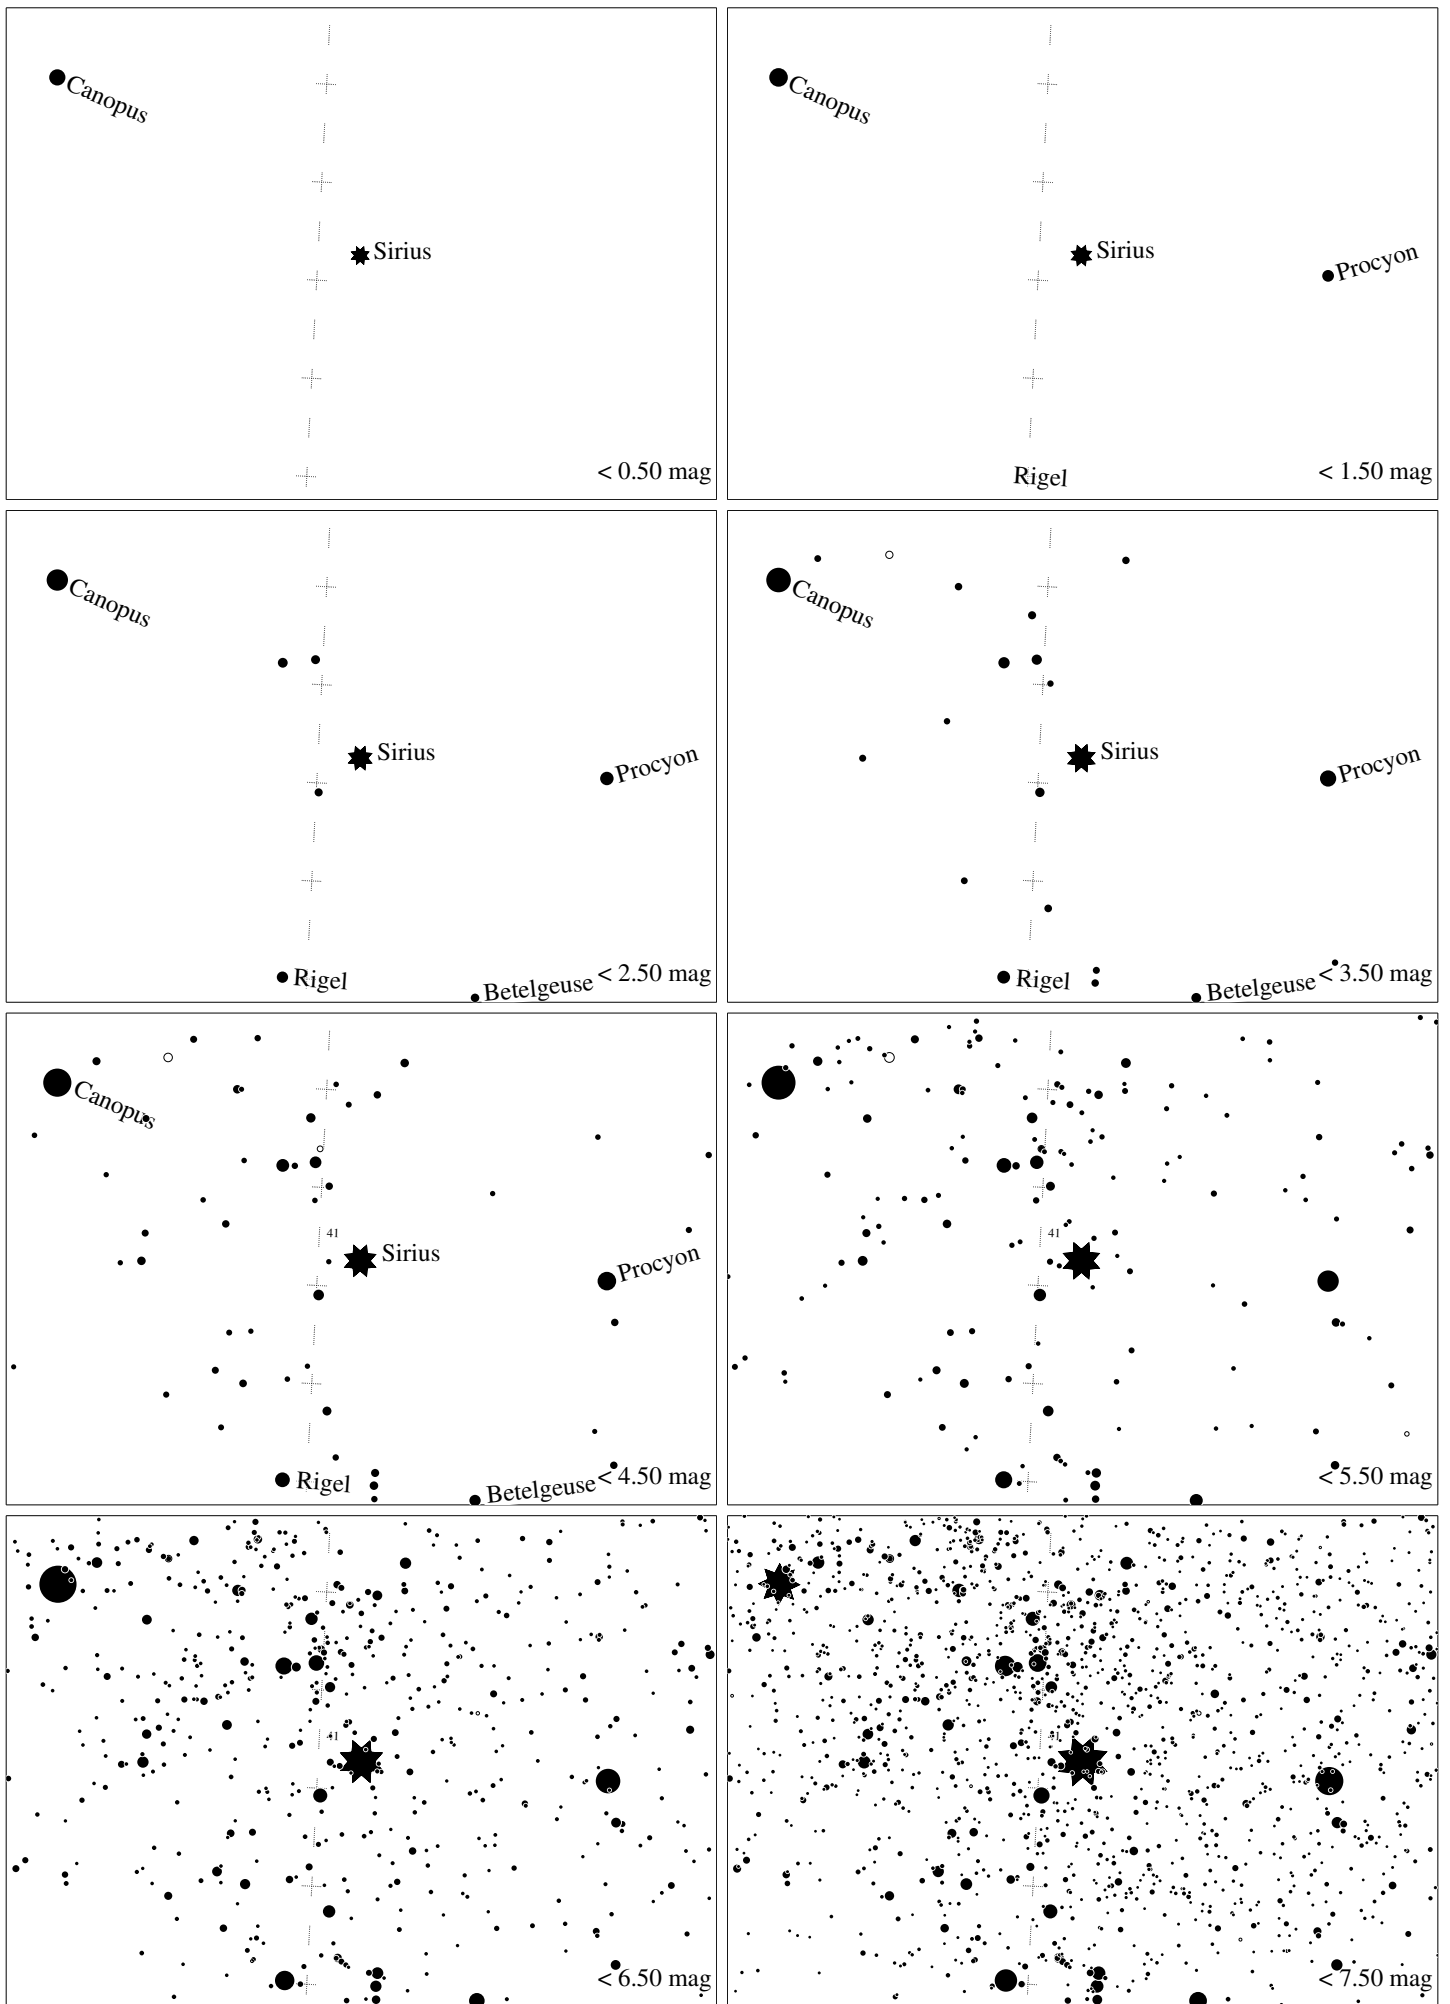 Canopus
Sirius
< 0.50 mag
Canopus
Sirius
Procyon
Rigel
< 1.50 mag
Canopus
Sirius
Procyon
Rigel
Betelgeuse
< 2.50 mag
Canopus
Sirius
Procyon
Rigel
Betelgeuse
< 3.50 mag
Canopus
41
Sirius
Procyon
Rigel
Betelgeuse
< 4.50 mag
41
< 5.50 mag
41
< 6.50 mag
41
< 7.50 mag